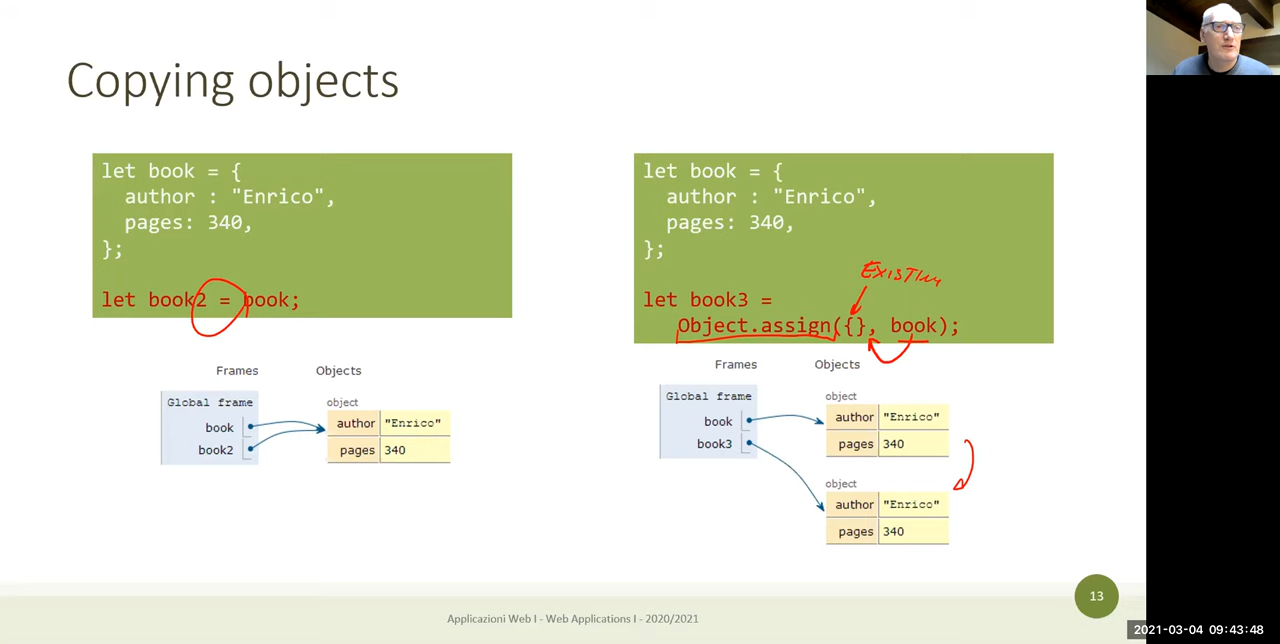 Copying objects
let book = {
author : "Enrico",
pages: 340,
};
let book2 = book;
Frames Objects
Global frame
book
book2
object
author "Enrico"
pages 340
let book = {
author : "Enrico",
pages: 340,
};
EXISTING
let book3 =
Object.assign({}, book);
Frames Objects
Global frame
book
book3
object
author "Enrico"
pages 340
object
author "Enrico"
pages 340
13
Applicazioni Web I - Web Applications I - 2020/2021
2021-03-04 09:43:48